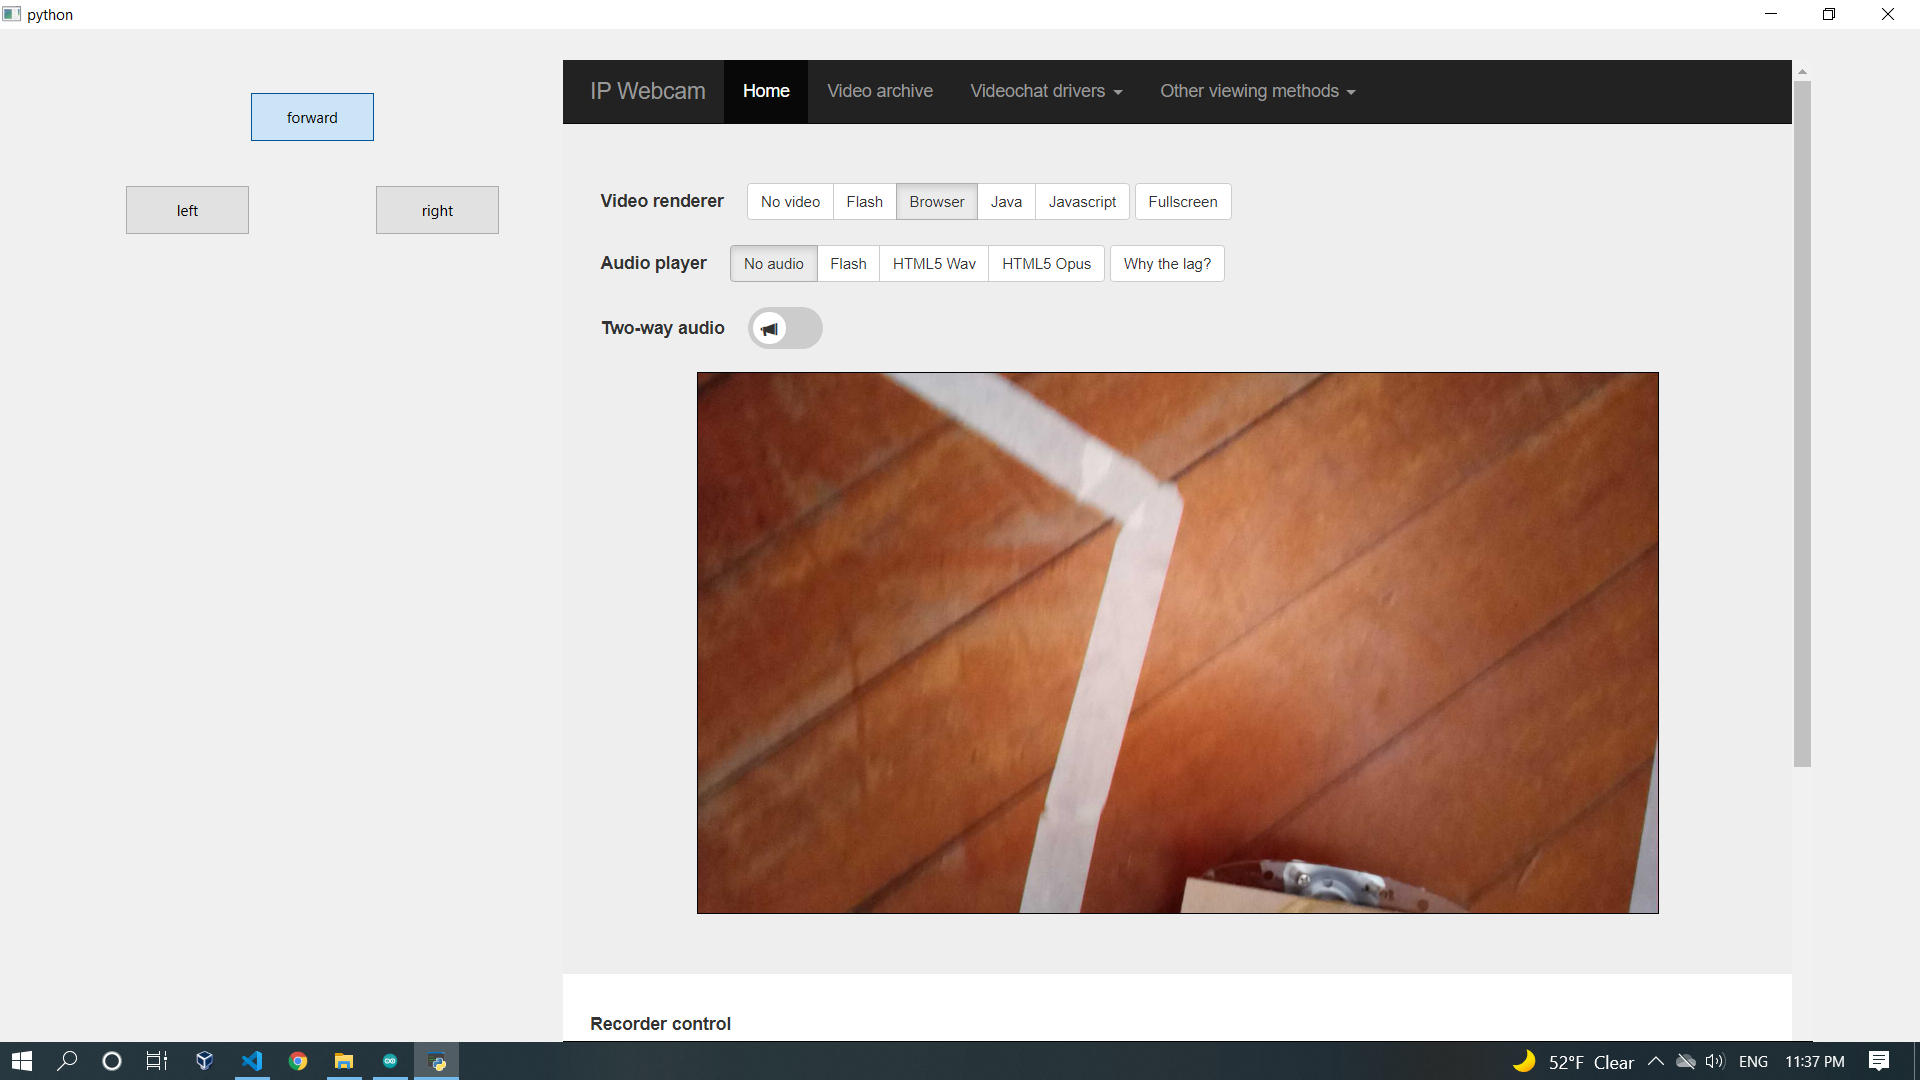 python
forward
left
right
IP Webcam Home Video archive Videochat drivers Other viewing methods
Video renderer No video Flash Browser Java Javascript Fullscreen
Audio player No audio Flash HTML5 Wav HTML5 Opus Why the lag?
Two-way audio
Recorder control
52°F Clear ENG 11:37 PM